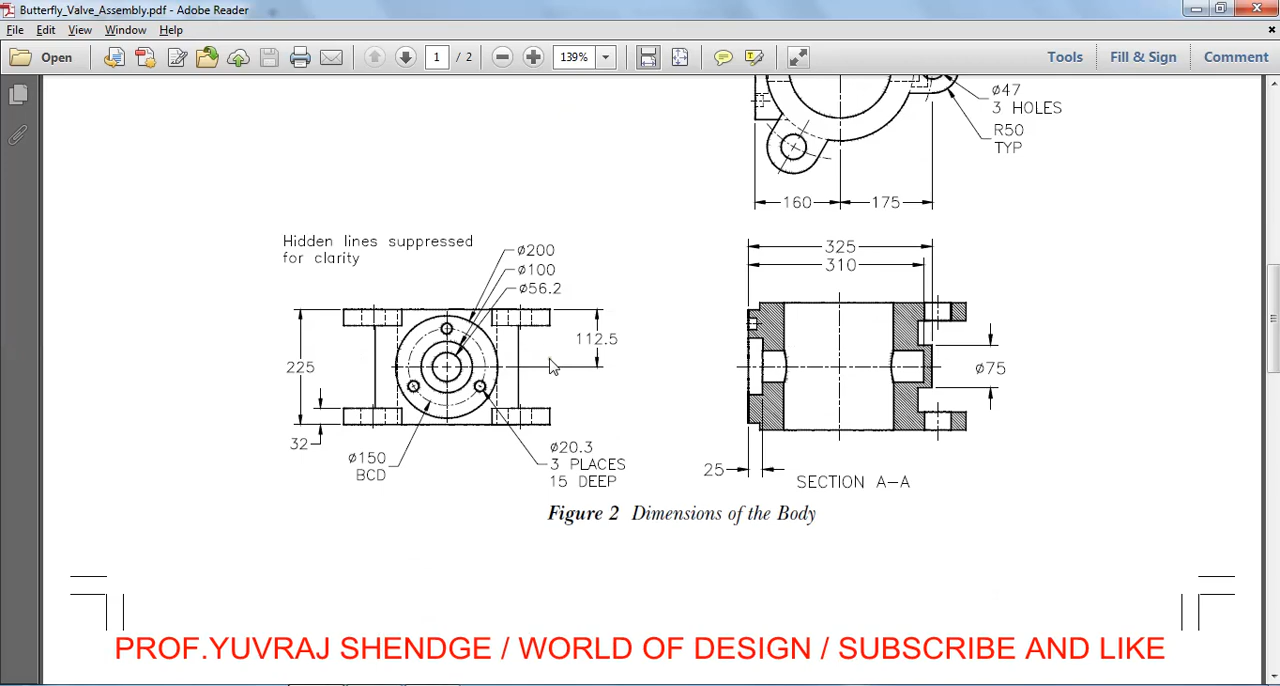 Butterfly_Valve_Assembly.pdf - Adobe Reader
File Edit View Window Help
Open 1 / 2 139% Tools Fill & Sign Comment
ø47
3 HOLES
R50
TYP
160 175
Hidden lines suppressed
for clarity
ø200
ø100
ø56.2
225
32
112.5
ø150
BCD
ø20.3
3 PLACES
15 DEEP
325
310
ø75
25
SECTION A-A
Figure 2 Dimensions of the Body
PROF.YUVRAJ SHENDGE / WORLD OF DESIGN / SUBSCRIBE AND LIKE